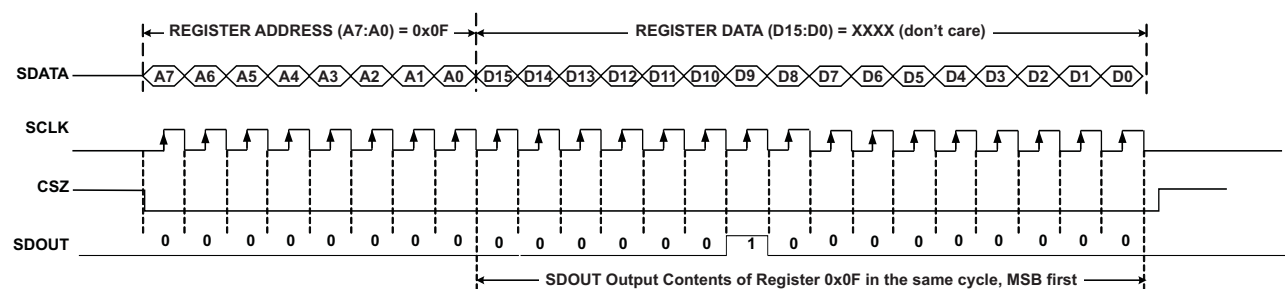 REGISTER ADDRESS (A7:A0) = 0x0F
REGISTER DATA (D15:D0) = XXXX (don't care)
SDATA A7 A6 A5 A4 A3 A2 A1 A0 D15 D14 D13 D12 D11 D10 D9 D8 D7 D6 D5 D4 D3 D2 D1 D0
SCLK
CSZ
SDOUT 0 0 0 0 0 0 0 0 0 0 0 0 0 0 1 0 0 0 0 0 0 0 0 0
SDOUT Output Contents of Register 0x0F in the same cycle, MSB first